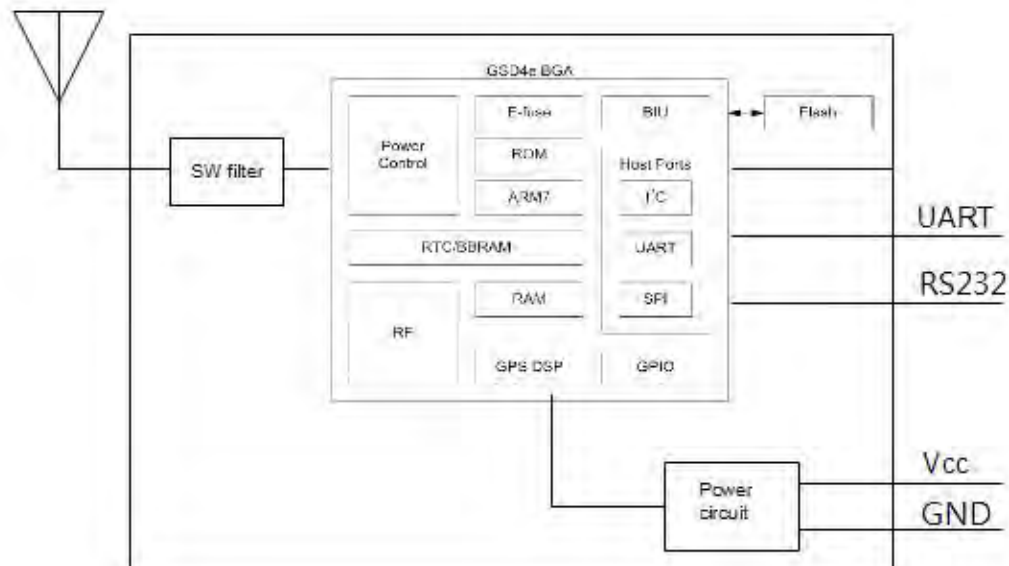 GSD4e BGA
E-fuse
BIU
Flash
Power
Control
ROM
Host Ports
SW filter
ARM7
I²C
UART
RTC/BBRAM
UART
RS232
RAM
SPI
RF
GPS DSP
GPIO
Vcc
Power
circuit
GND